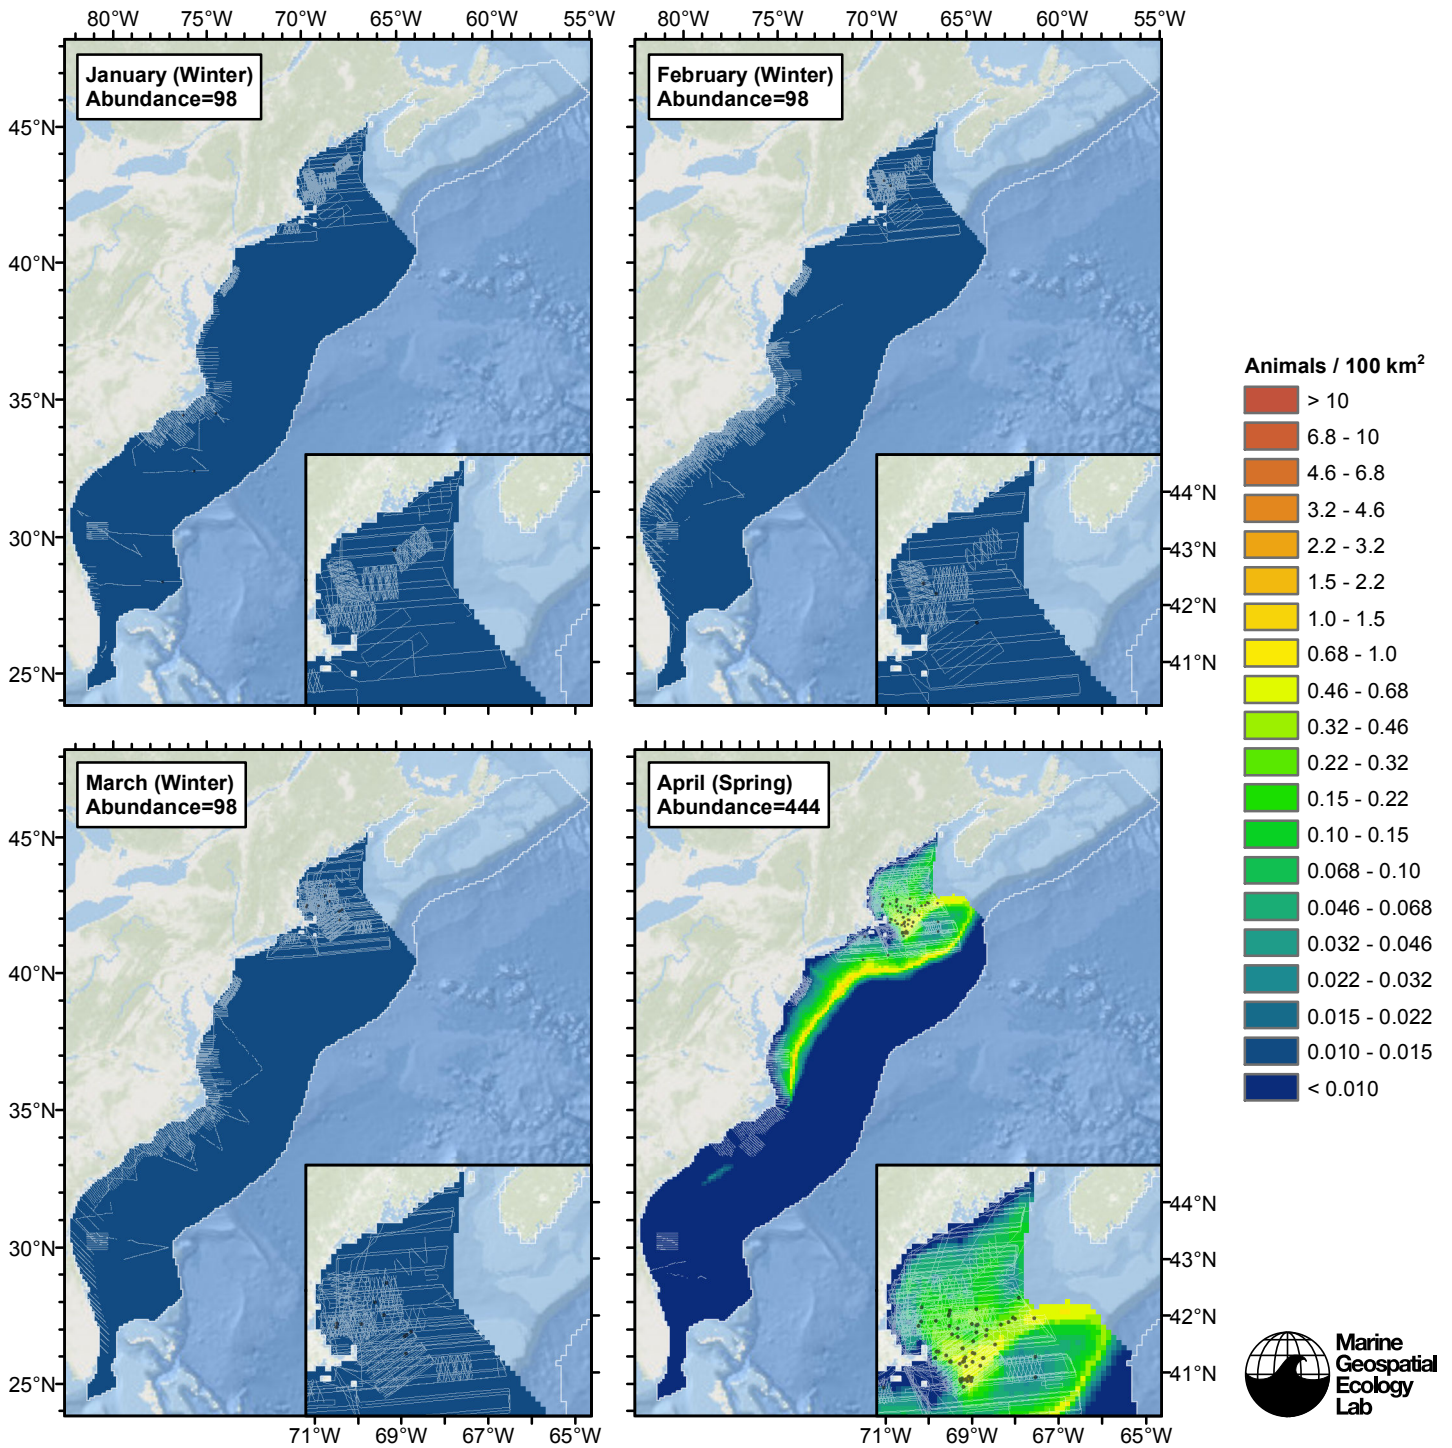 80°W 75°W 70°W 65°W 60°W 55°W
80°W 75°W 70°W 65°W 60°W 55°W
January (Winter)
Abundance=98
February (Winter)
Abundance=98
45°N
40°N
35°N
30°N
25°N
44°N
43°N
42°N
41°N
March (Winter)
Abundance=98
April (Spring)
Abundance=444
45°N
40°N
35°N
30°N
25°N
44°N
43°N
42°N
41°N
71°W 69°W 67°W 65°W
71°W 69°W 67°W 65°W
Animals / 100 km²
> 10
6.8 - 10
4.6 - 6.8
3.2 - 4.6
2.2 - 3.2
1.5 - 2.2
1.0 - 1.5
0.68 - 1.0
0.46 - 0.68
0.32 - 0.46
0.22 - 0.32
0.15 - 0.22
0.10 - 0.15
0.068 - 0.10
0.046 - 0.068
0.032 - 0.046
0.022 - 0.032
0.015 - 0.022
0.010 - 0.015
< 0.010
Marine
Geospatial
Ecology
Lab